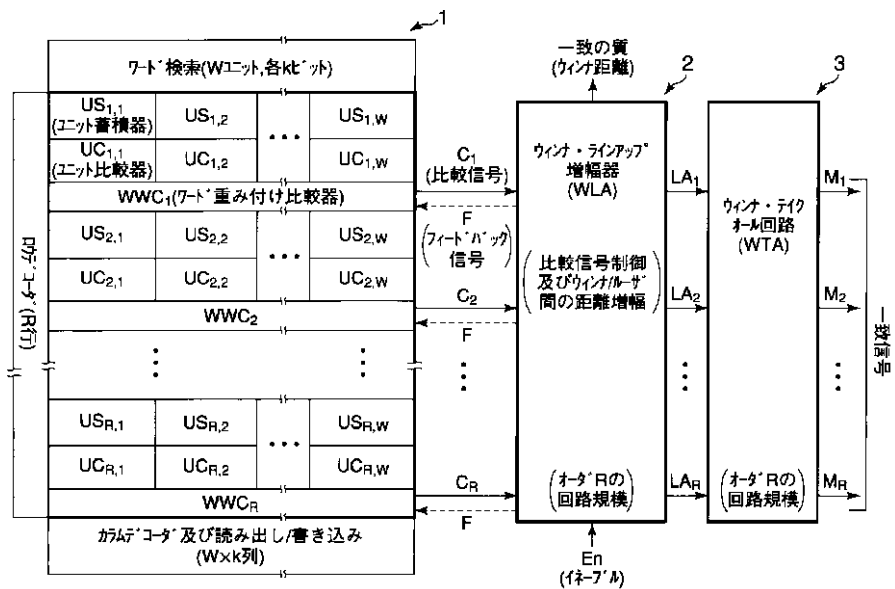 1
ワード検索(Wユニット,各kビット)
US1,1
(ユニット蓄積器)
US1,2
•••
US1,W
UC1,1
(ユニット比較器)
UC1,2
UC1,W
WWC1(ワード重み付け比較器)
US2,1
US2,2
•••
US2,W
UC2,1
UC2,2
UC2,W
WWC2
USR,1
USR,2
•••
USR,W
UCR,1
UCR,2
UCR,W
WWCR
カラムデコーダ及び読み出し/書き込み
(W×k列)
ロウデコーダ(R行)
C1
(比較信号)
F
(フィードバック
信号)
C2
F
CR
F
一致の質
(ウィンナ距離)
2
ウィンナ・ラインアップ
増幅器
(WLA)
(比較信号制御
及びウィンナ/ルーザ
間の距離増幅)
(オーダRの
回路規模)
En
(イネーブル)
LA1
LA2
LAR
3
ウィンナ・テイク
オール回路
(WTA)
(オーダRの
回路規模)
M1
M2
MR
一致信号